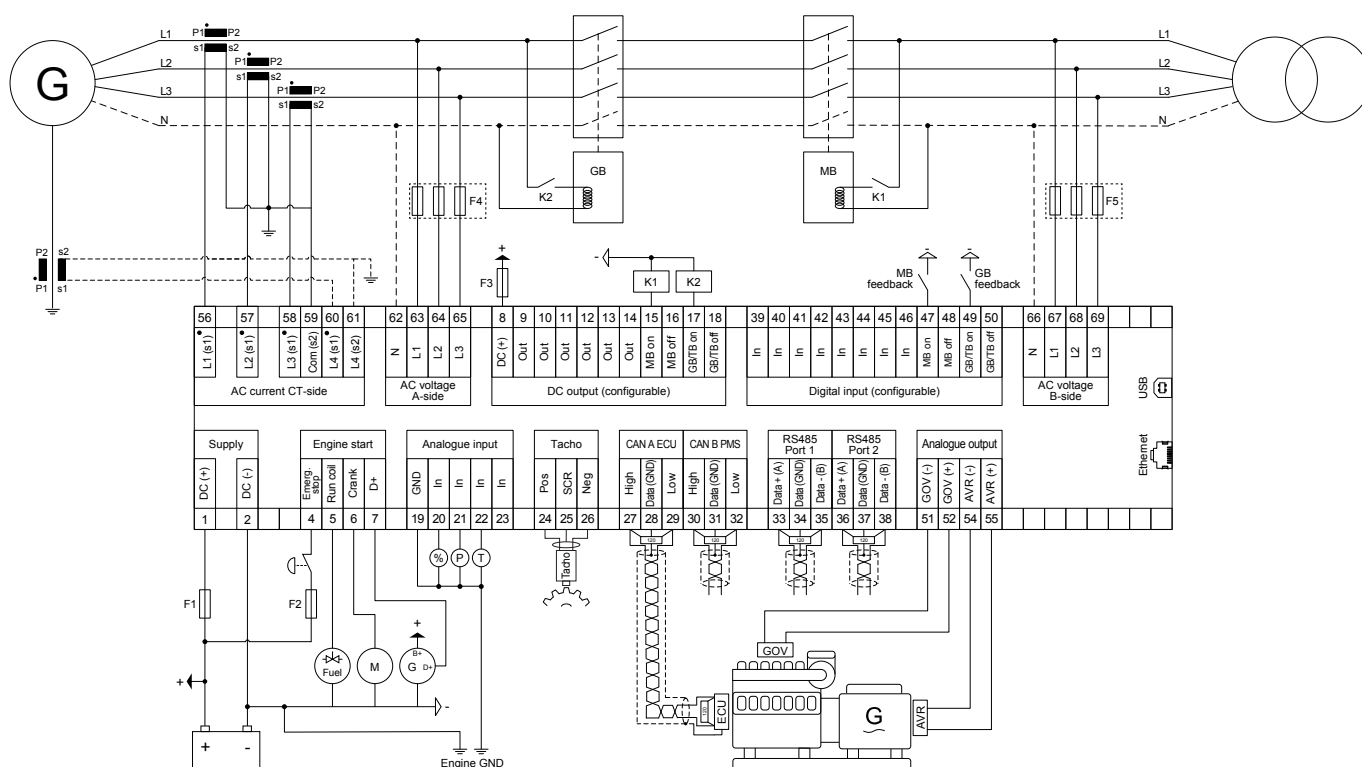 L1 P1 P2 L1
s1 s2
L2 P1 P2 L2
s1 s2
G
L3 P1 P2 L3
s1 s2
N N
GB MB
F4 K2 K1 F5
P2 s2
P1 s1
+
F3
-
K1 K2
-
MB feedback
-
GB feedback
56 57 58 59 60 61 62 63 64 65 8 9 10 11 12 13 14 15 16 17 18 39 40 41 42 43 44 45 46 47 48 49 50 66 67 68 69
L1 (s1)
L2 (s1)
L3 (s1)
Com (s2)
L4 (s1)
L4 (s2)
N
L1
L2
L3
DC (+)
Out
Out
Out
Out
Out
Out
MB on
MB off
GB/TB on
GB/TB off
In
In
In
In
In
In
In
In
MB on
MB off
GB/TB on
GB/TB off
N
L1
L2
L3
AC current CT-side
AC voltage
A-side
DC output (configurable)
Digital input (configurable)
AC voltage
B-side
USB
Ethernet
Supply
Engine start
Analogue input
Tacho
CAN A ECU
CAN B PMS
RS485
Port 1
RS485
Port 2
Analogue output
DC (+)
DC (-)
Emerg.
stop
Run coil
Crank
D+
GND
In
In
In
In
Pos
SCR
Neg
High
Data (GND)
Low
High
Data (GND)
Low
Data + (A)
Data (GND)
Data - (B)
Data + (A)
Data (GND)
Data - (B)
GOV (-)
GOV (+)
AVR (-)
AVR (+)
1 2 4 5 6 7 19 20 21 22 23 24 25 26 27 28 29 30 31 32 33 34 35 36 37 38 51 52 54 55
120 120 120 120
% P T
Tacho
F1 F2
+
B+
G D+
Fuel
M
GOV
+
-
120
ECU
G
AVR
+ -
Engine GND